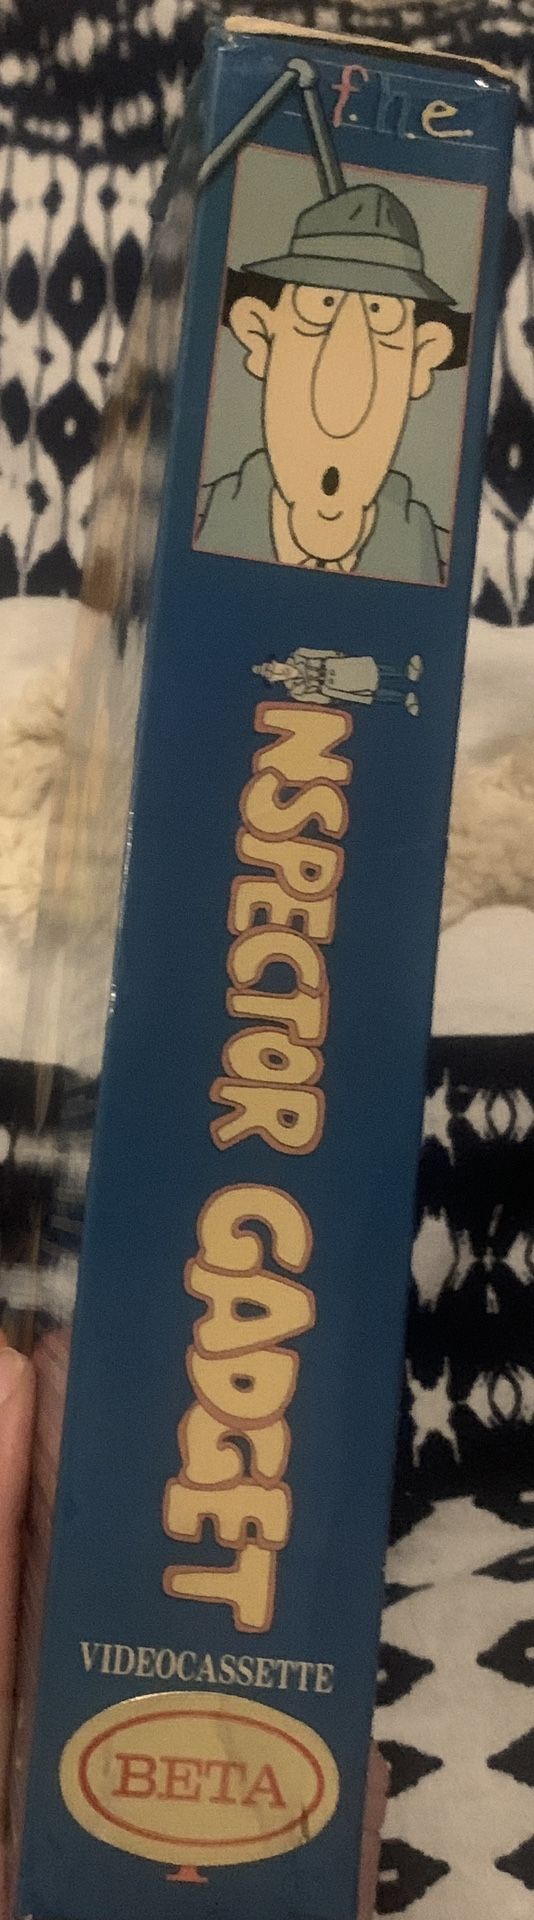 f.h.e.
NSPECTOR GADGET
VIDEOCASSETTE
BETA